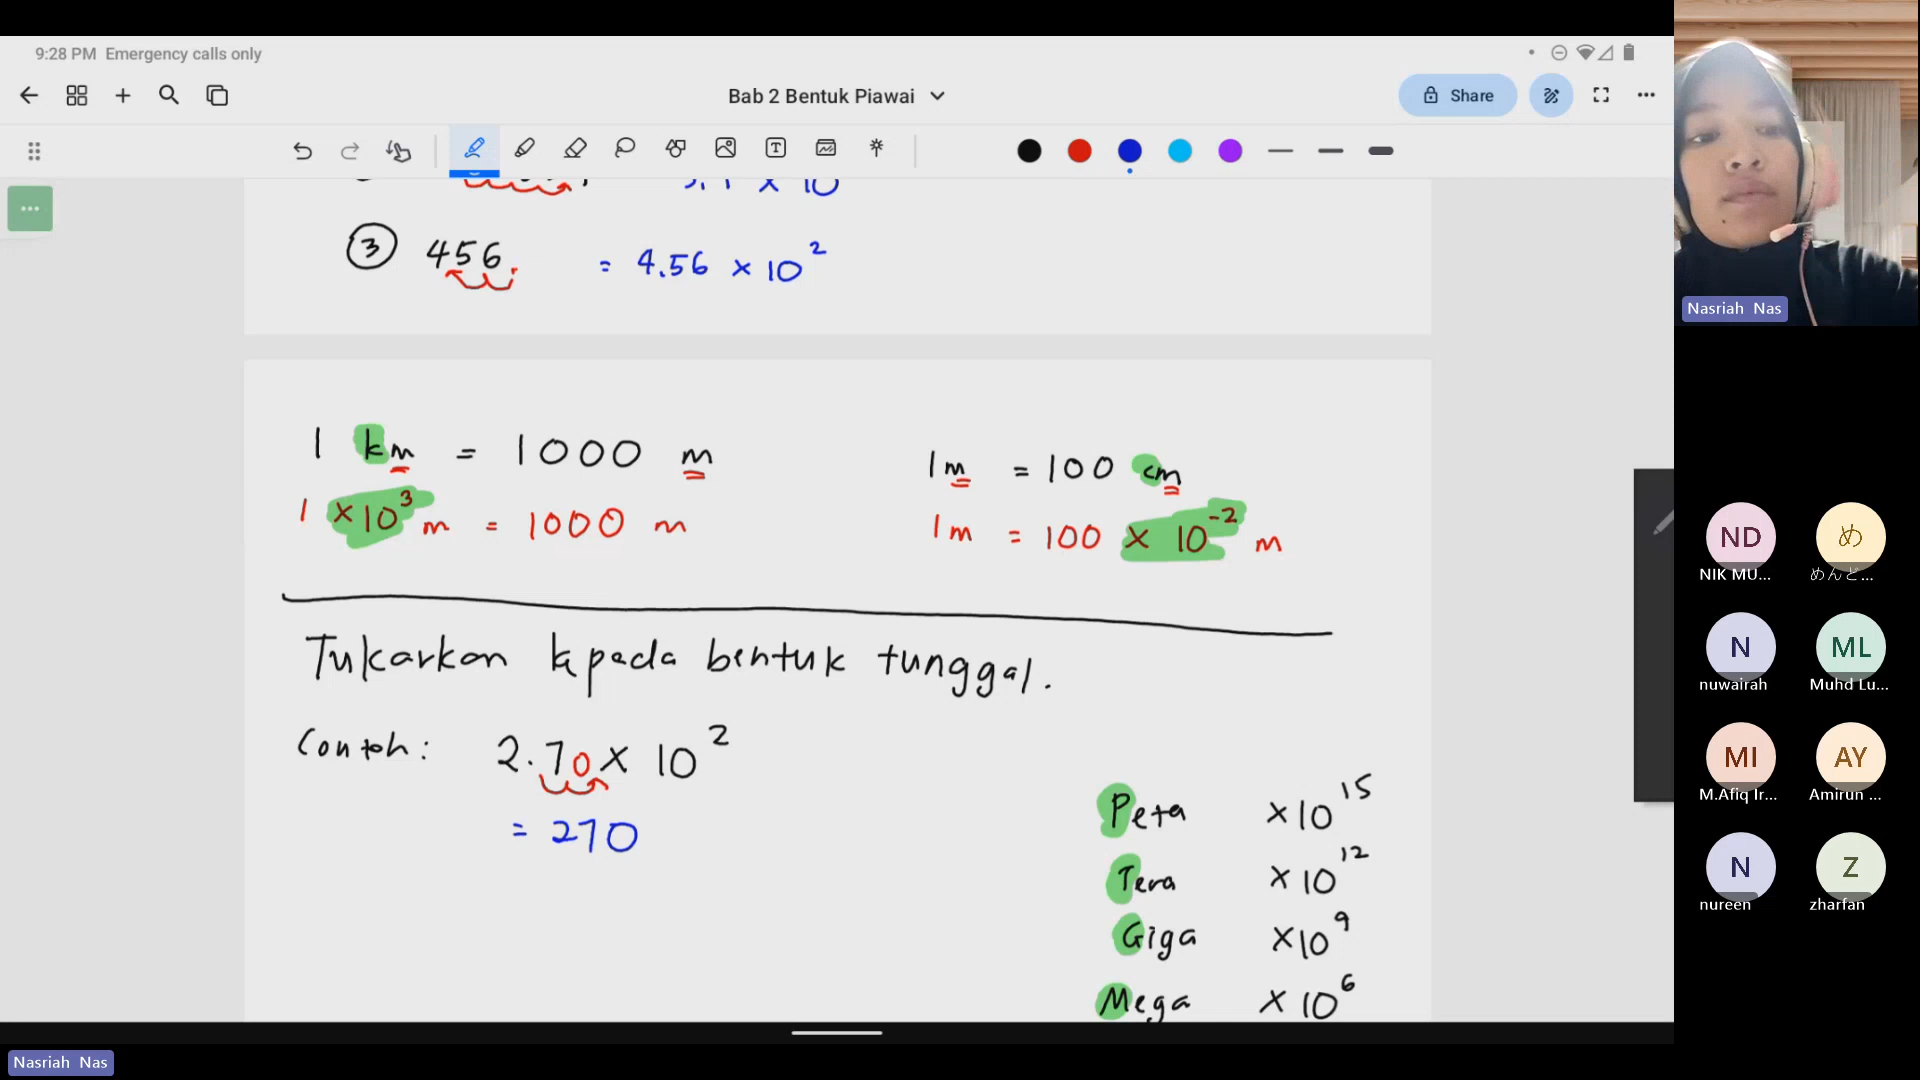 9:28 PM Emergency calls only
Bab 2 Bentuk Piawai
Share
③ 456. = 4.56 × 10²
1 km = 1000 m
1 × 10³ m = 1000 m
1m = 100 cm
1m = 100 × 10⁻² m
Tukarkan kpada bentuk tunggal.
Contoh: 2.70 × 10²
= 270
Peta ×10¹⁵
Tera ×10¹²
Giga ×10⁹
Mega ×10⁶
Nasriah Nas
ND
NIK MU...
め
めんど...
N
nuwairah
ML
Muhd Lu...
MI
M.Afiq Ir...
AY
Amirun ...
N
nureen
Z
zharfan
Nasriah Nas